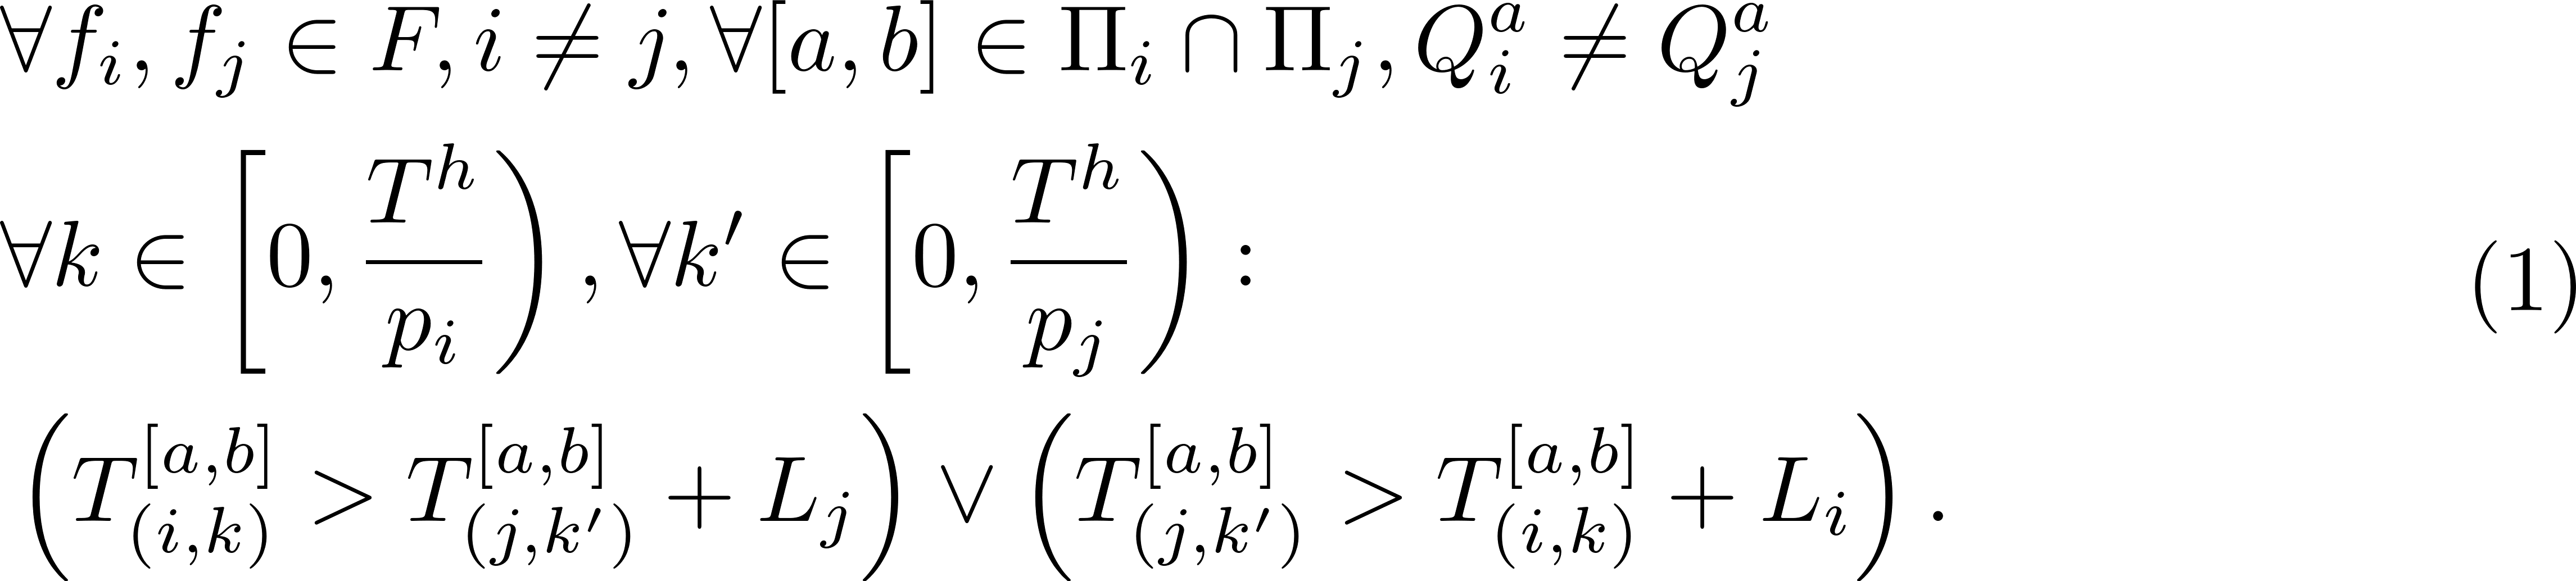 ∀f_i, f_j ∈ F, i ≠ j, ∀[a, b] ∈ Π_i ∩ Π_j, Q_i^a ≠ Q_j^a
∀k ∈ [0, T^h/p_i), ∀k′ ∈ [0, T^h/p_j) : (1)
(T_{(i,k)}^{[a,b]} > T_{(j,k′)}^{[a,b]} + L_j) ∨ (T_{(j,k′)}^{[a,b]} > T_{(i,k)}^{[a,b]} + L_i) .